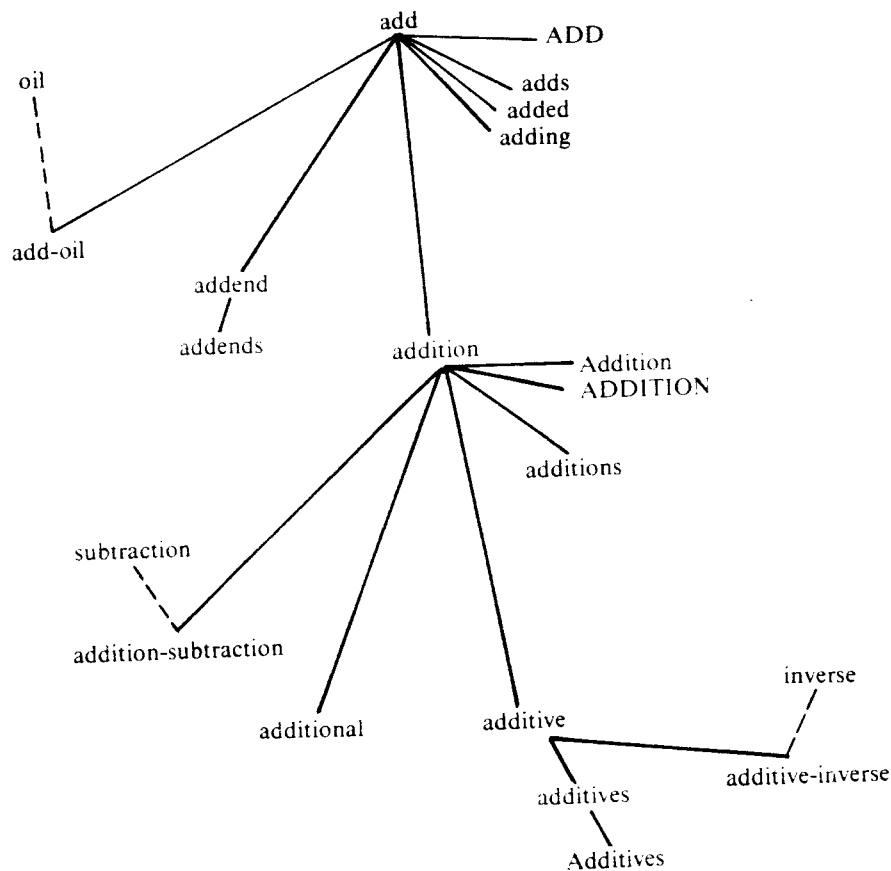 add
ADD
oil
adds
added
adding
add-oil
addend
addends
addition
Addition
ADDITION
additions
subtraction
addition-subtraction
inverse
additional
additive
additive-inverse
additives
Additives